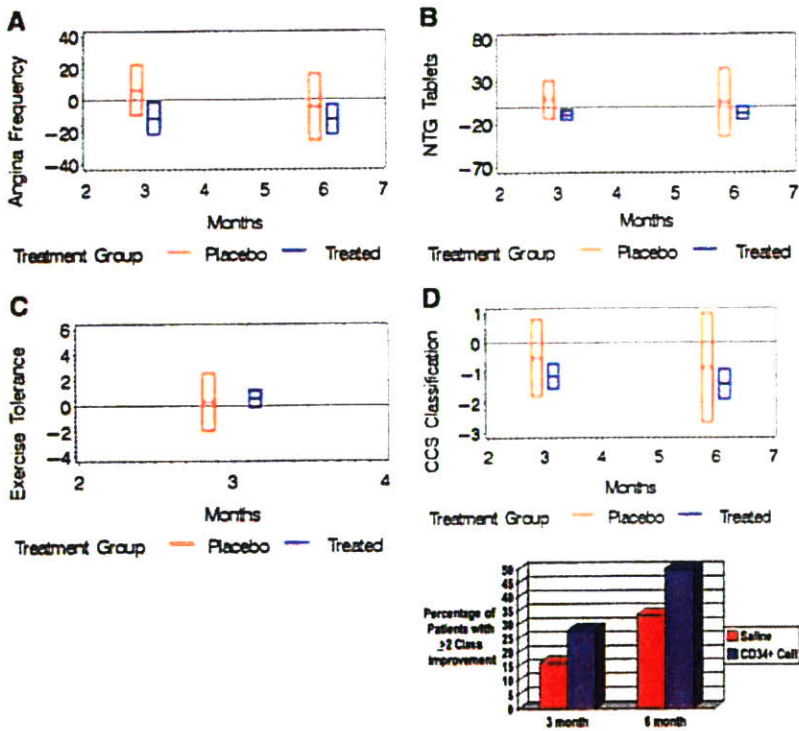 A
Angina Frequency
40
20
0
-20
-40
2 3 4 5 6 7
Months
Treatment Group Placebo Treated
B
NTG Tablets
80
30
-20
-70
2 3 4 5 6 7
Months
Treatment Group Placebo Treated
C
Exercise Tolerance
6
4
2
0
-2
-4
2 3 4
Months
Treatment Group Placebo Treated
D
CCS Classification
1
0
-1
-2
-3
2 3 4 5 6 7
Months
Treatment Group Placebo Treated
Percentage of
Patients with
≥2 Class
Improvement
50
45
40
35
30
25
20
15
10
5
0
3 month 6 month
Saline
CD34+ Cell